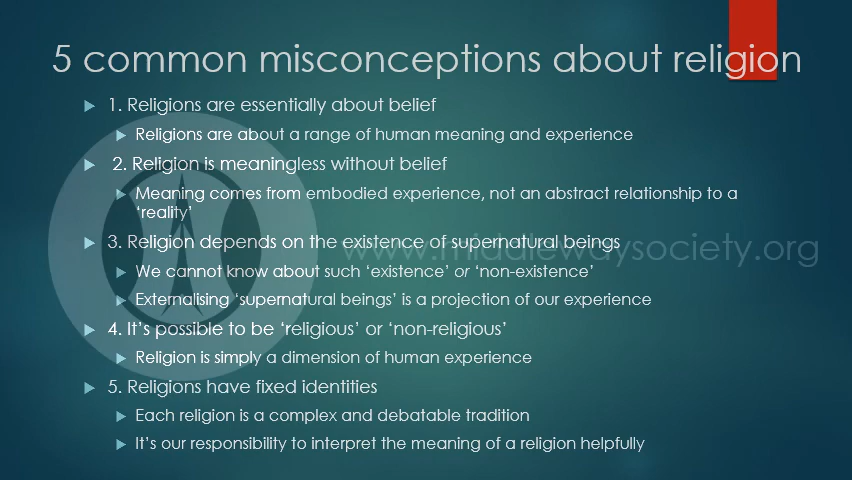 5 common misconceptions about religion
1. Religions are essentially about belief
Religions are about a range of human meaning and experience
2. Religion is meaningless without belief
Meaning comes from embodied experience, not an abstract relationship to a
‘reality’
3. Religion depends on the existence of supernatural beings
www.middlewaysociety.org
We cannot know about such ‘existence’ or ‘non-existence’
Externalising ‘supernatural beings’ is a projection of our experience
4. It’s possible to be ‘religious’ or ‘non-religious’
Religion is simply a dimension of human experience
5. Religions have fixed identities
Each religion is a complex and debatable tradition
It’s our responsibility to interpret the meaning of a religion helpfully